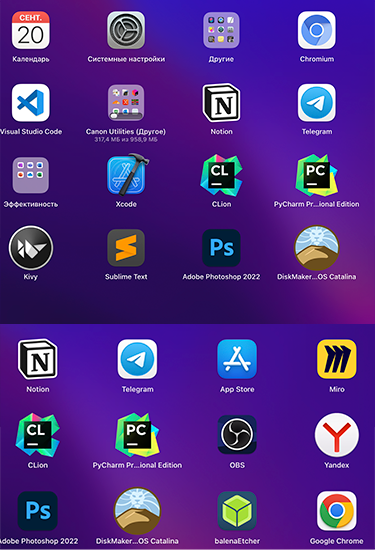 СЕНТ.
20
Календарь
Системные настройки
Другие
Chromium
Visual Studio Code
Canon Utilities (Другое)
317,4 МБ из 958,9 МБ
Notion
Telegram
Эффективность
Xcode
CL
CLion
PC
PyCharm Pr...ional Edition
Kivy
Sublime Text
Ps
Adobe Photoshop 2022
DiskMaker...OS Catalina
N
Notion
Telegram
App Store
Miro
CL
CLion
PC
PyCharm Pr...ional Edition
OBS
Y
Yandex
Ps
Adobe Photoshop 2022
DiskMaker...OS Catalina
balenaEtcher
Google Chrome